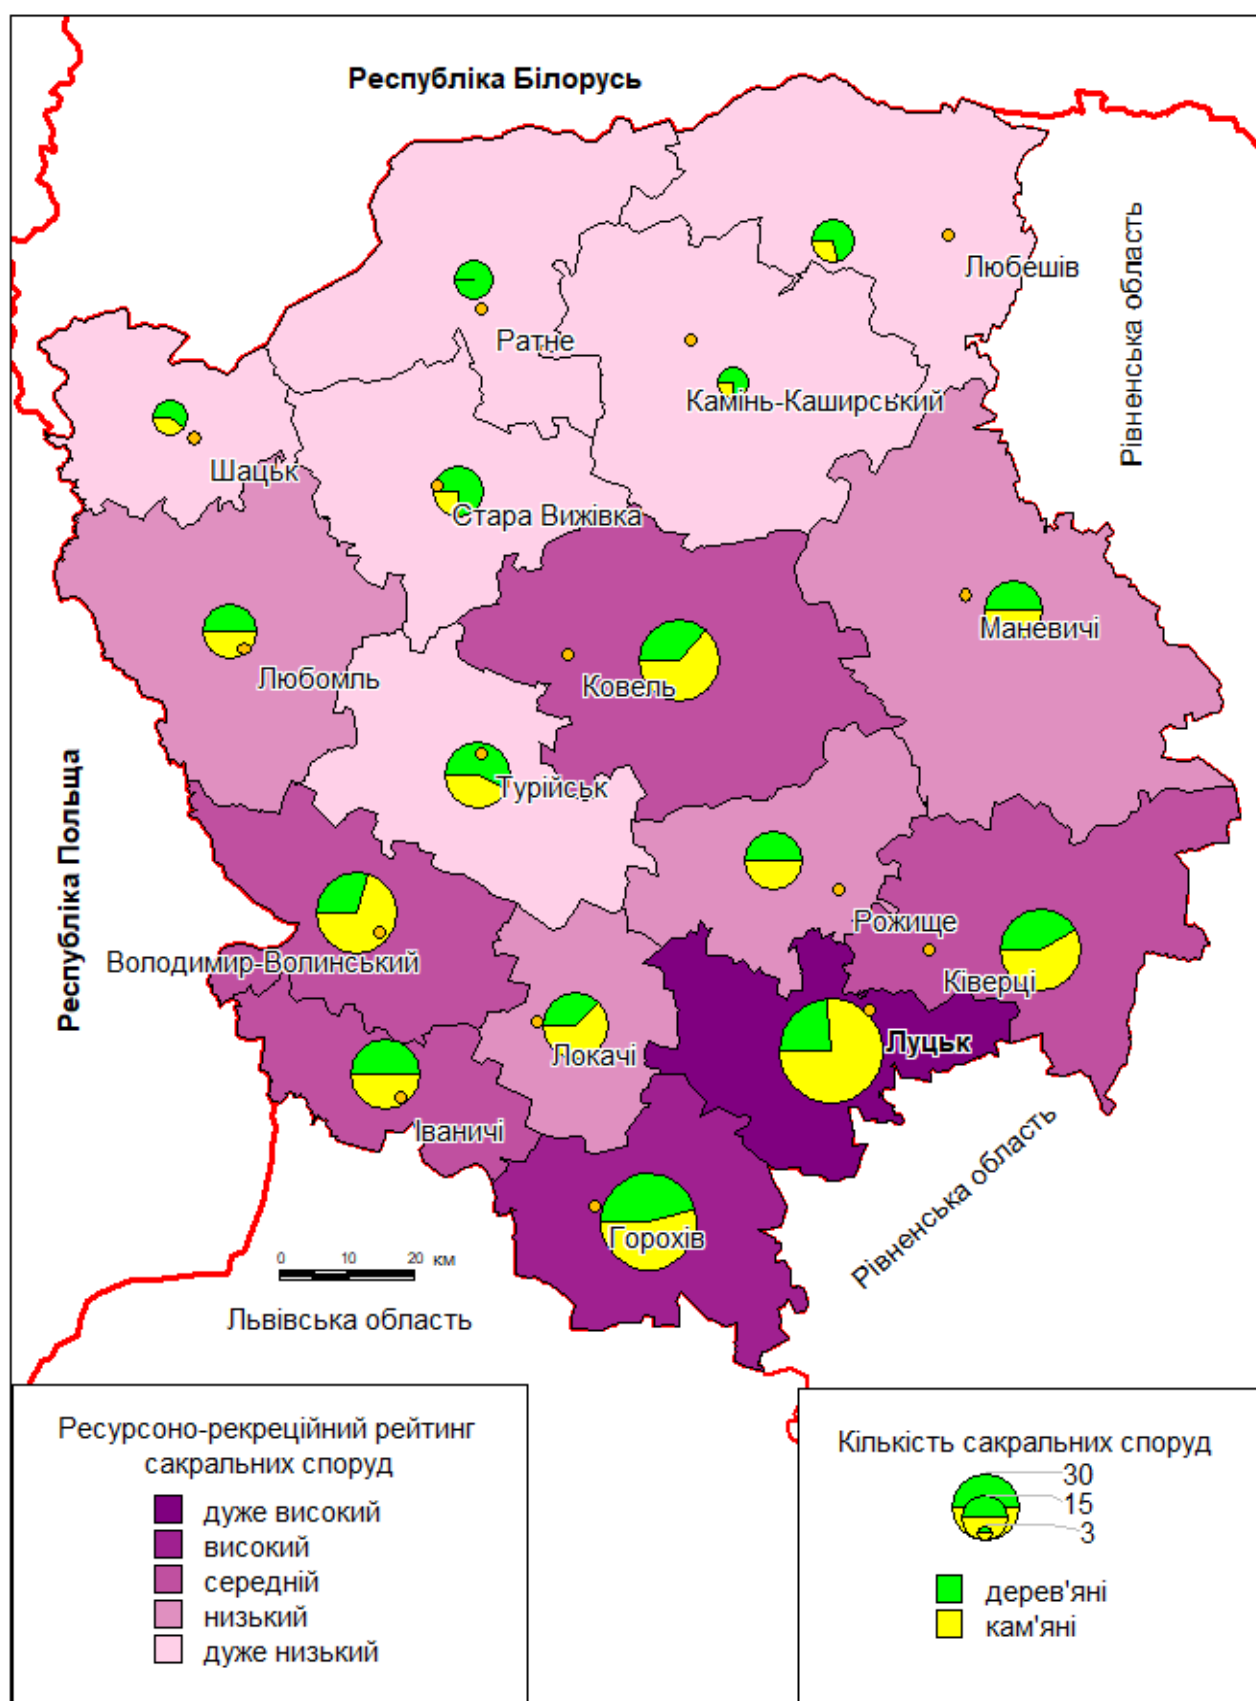 Республіка Білорусь
Рівненська область
Любешів
Ратне
Камінь-Каширський
Шацьк
Стара Вижівка
Маневичі
Любомль
Ковель
Республіка Польща
Турійськ
Рожище
Володимир-Волинський
Ківерці
Луцьк
Локачі
Іваничі
Рівненська область
Горохів
0 10 20 км
Львівська область
Ресурсоно-рекреційний рейтинг
сакральних споруд
дуже високий
високий
середній
низький
дуже низький
Кількість сакральних споруд
30
15
3
дерев'яні
кам'яні